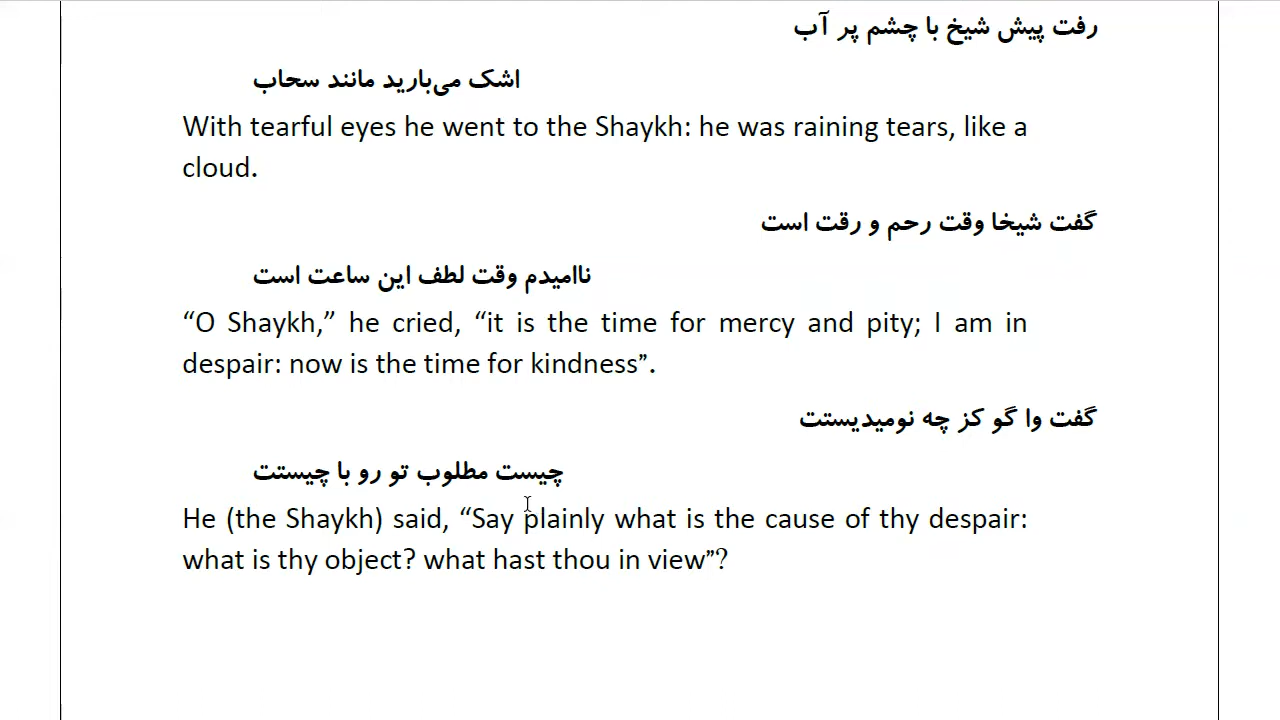 رفت پیش شیخ با چشم پر آب
اشک می‌بارید مانند سحاب
With tearful eyes he went to the Shaykh: he was raining tears, like a
cloud.
گفت شیخا وقت رحم و رقت است
ناامیدم وقت لطف این ساعت است
“O Shaykh,” he cried, “it is the time for mercy and pity; I am in
despair: now is the time for kindness”.
گفت وا گو کز چه نومیدیستت
چیست مطلوب تو رو با چیستت
He (the Shaykh) said, “Say plainly what is the cause of thy despair:
what is thy object? what hast thou in view”?